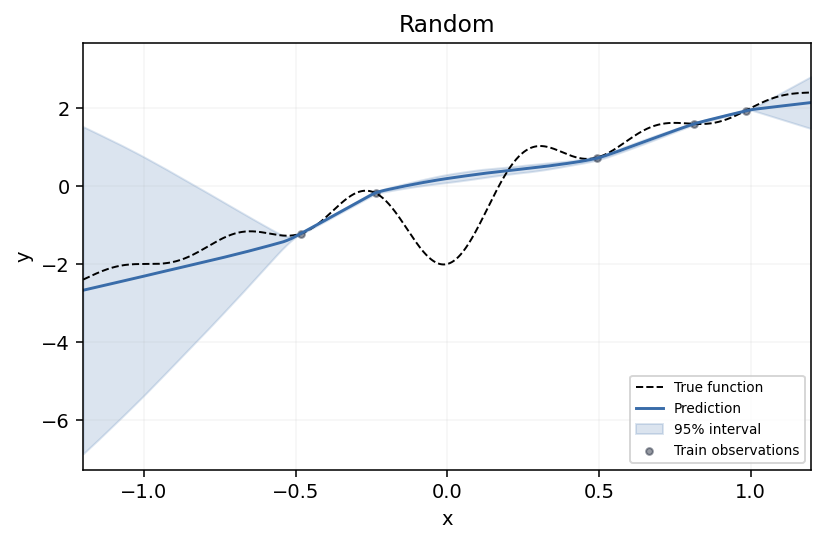 Random
y
2
0
−2
−4
−6
−1.0 −0.5 0.0 0.5 1.0
x
True function
Prediction
95% interval
Train observations